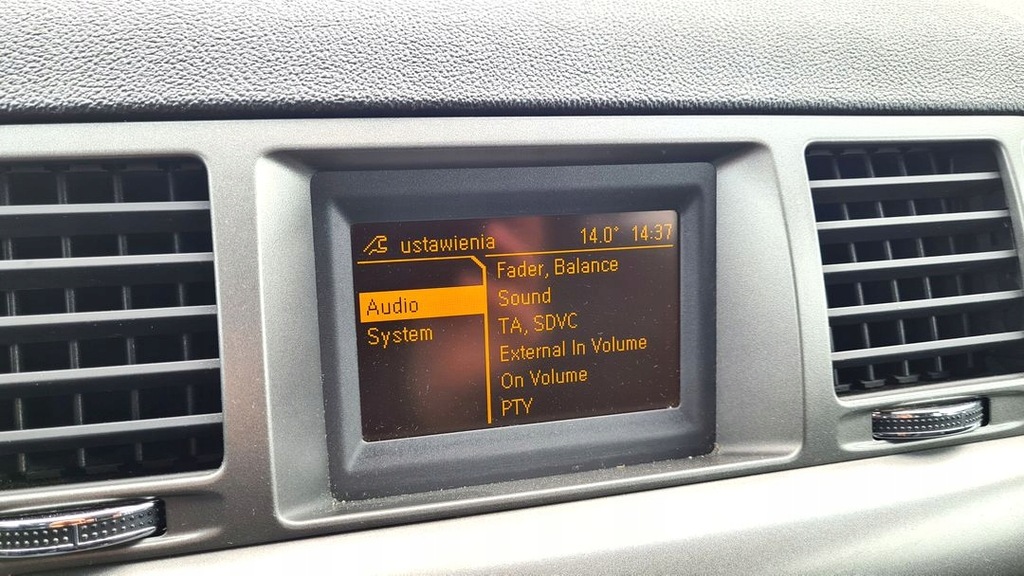 ustawienia 14.0° 14:37
Audio
System
Fader, Balance
Sound
TA, SDVC
External In Volume
On Volume
PTY